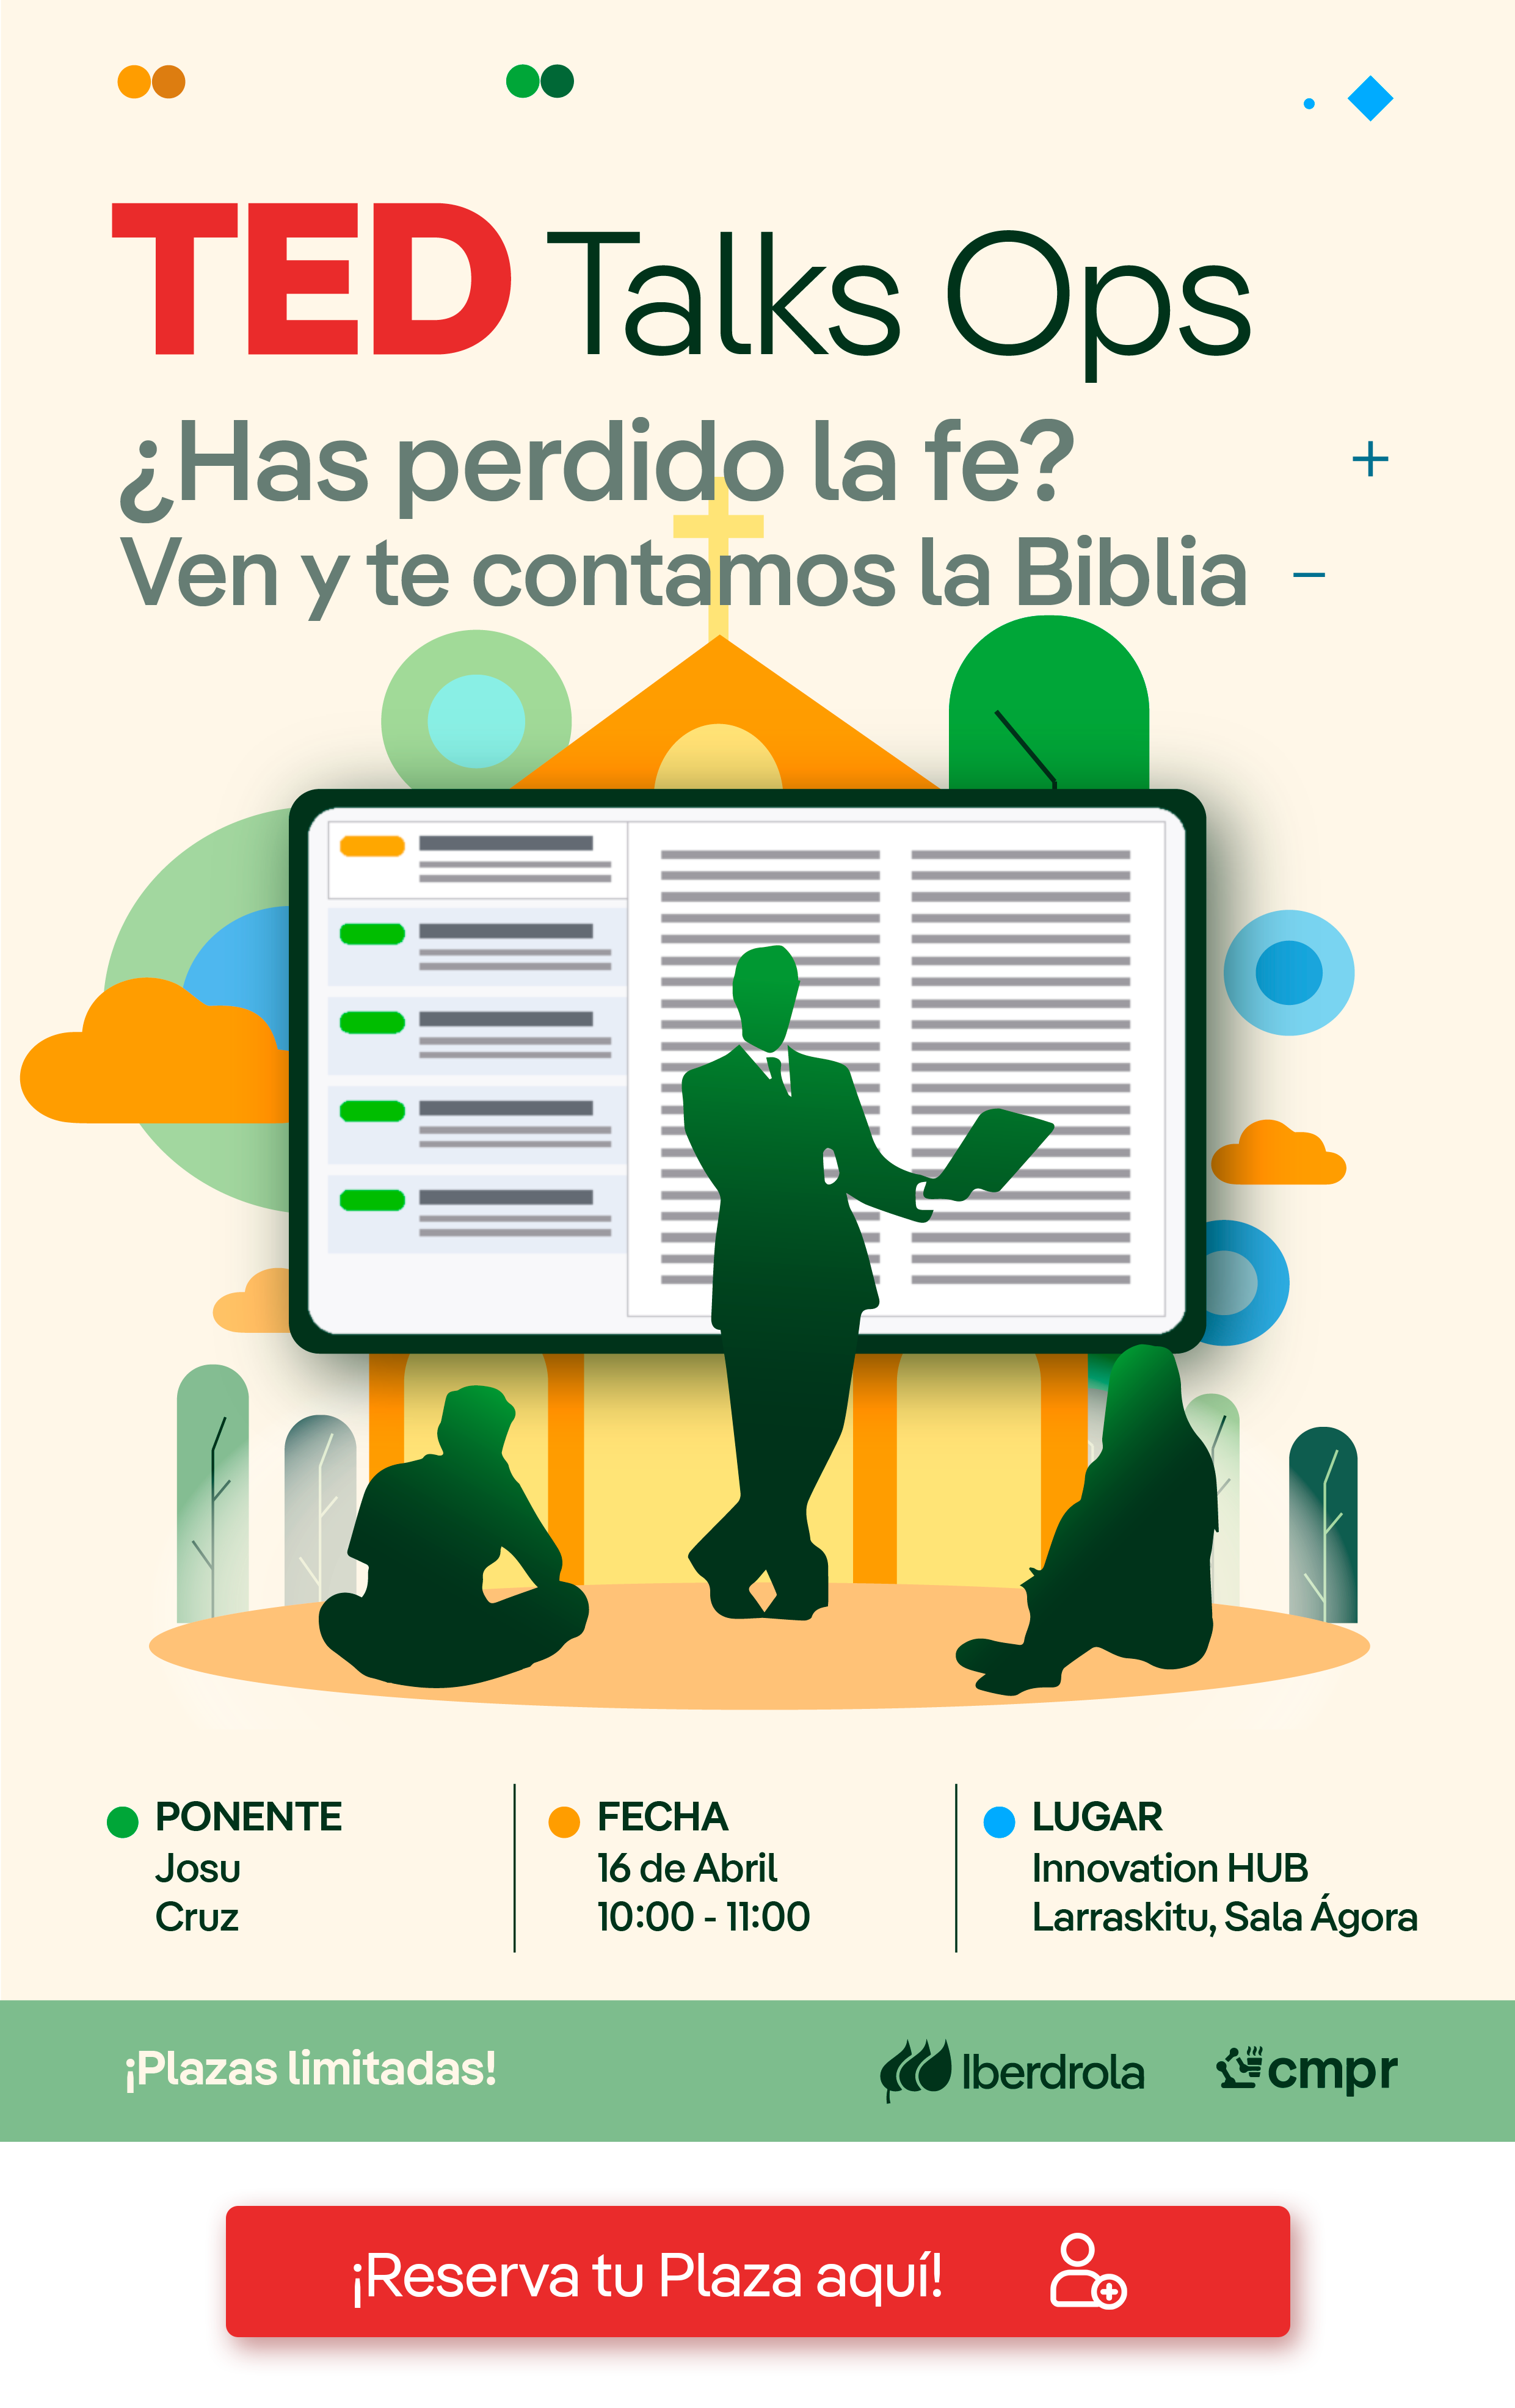 TED Talks Ops
¿Has perdido la fe?
Ven y te contamos la Biblia
PONENTE
Josu
Cruz
FECHA
16 de Abril
10:00 - 11:00
LUGAR
Innovation HUB
Larraskitu, Sala Ágora
¡Plazas limitadas!
Iberdrola
cmpr
¡Reserva tu Plaza aquí!